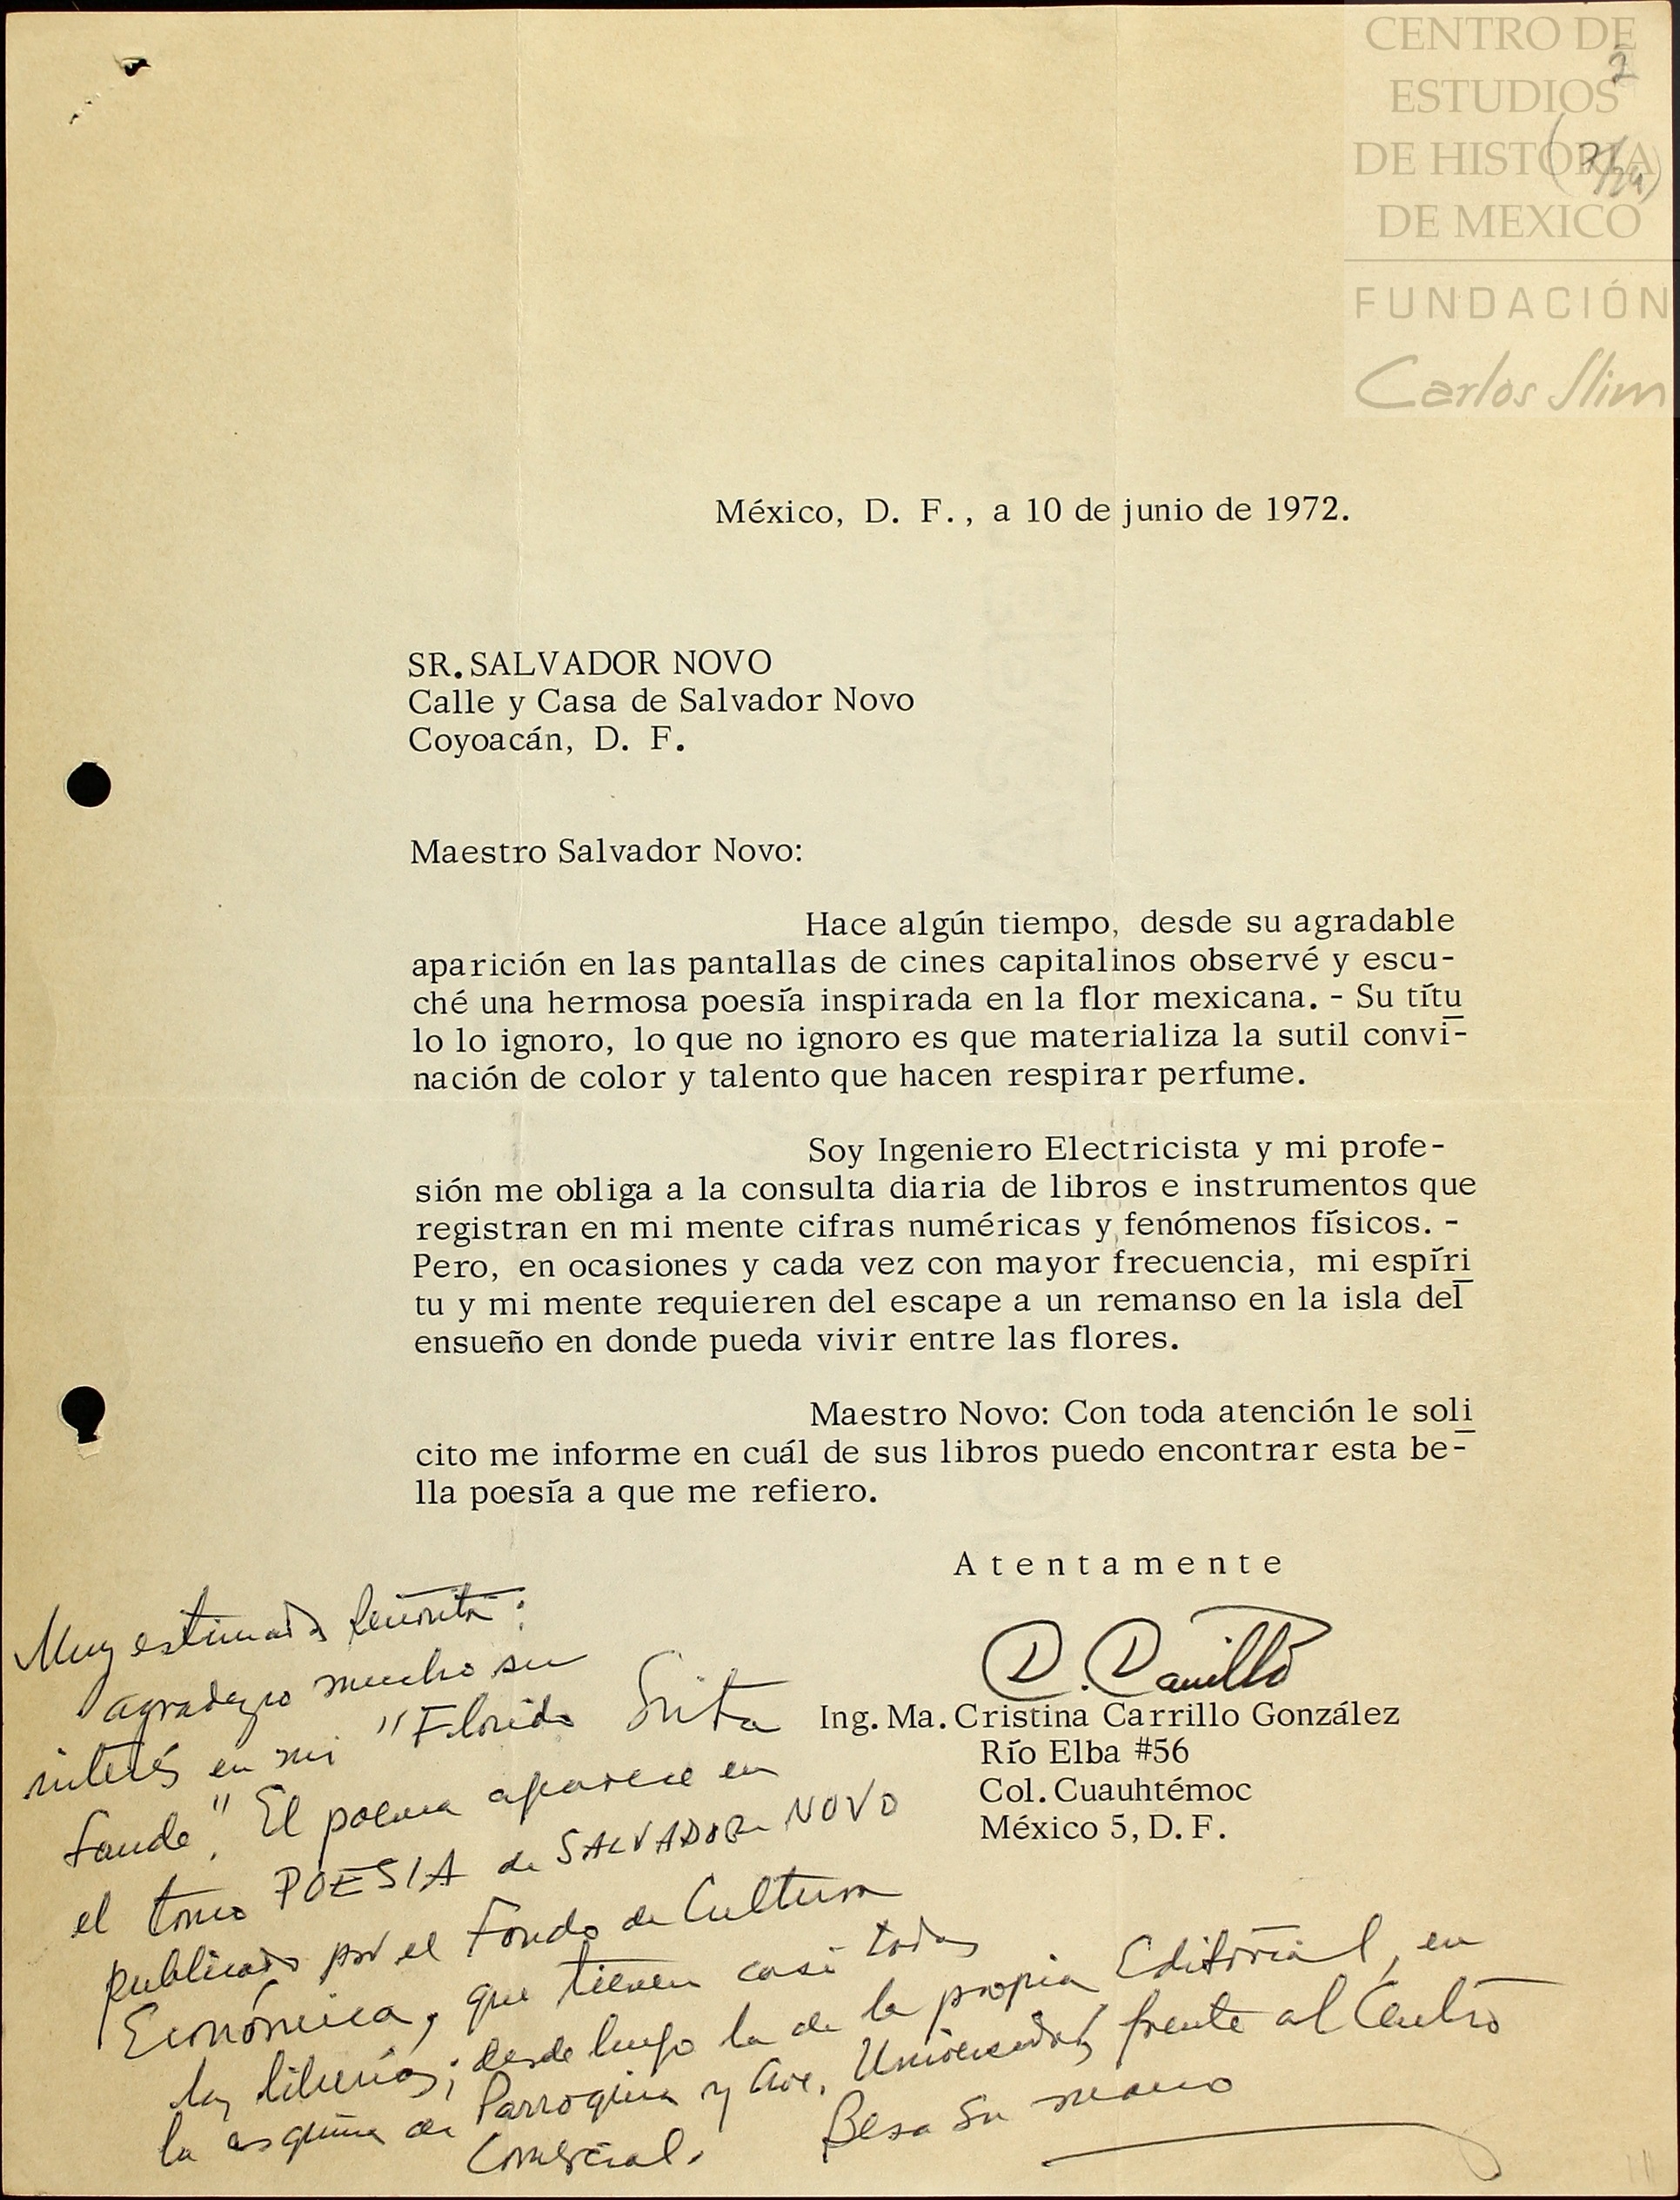 CENTRO DE
ESTUDIOS
DE HISTORIA
DE MEXICO
FUNDACIÓN
Carlos Slim
2
México, D. F., a 10 de junio de 1972.
SR. SALVADOR NOVO
Calle y Casa de Salvador Novo
Coyoacán, D. F.
Maestro Salvador Novo:
Hace algún tiempo, desde su agradable
aparición en las pantallas de cines capitalinos observé y escu-
ché una hermosa poesía inspirada en la flor mexicana. - Su títu
lo lo ignoro, lo que no ignoro es que materializa la sutil convi-
nación de color y talento que hacen respirar perfume.
Soy Ingeniero Electricista y mi profe-
sión me obliga a la consulta diaria de libros e instrumentos que
registran en mi mente cifras numéricas y fenómenos físicos. -
Pero, en ocasiones y cada vez con mayor frecuencia, mi espíri
tu y mi mente requieren del escape a un remanso en la isla del
ensueño en donde pueda vivir entre las flores.
Maestro Novo: Con toda atención le soli
cito me informe en cuál de sus libros puedo encontrar esta be-
lla poesía a que me refiero.
Atentamente
C. Carrillo
Ing. Ma. Cristina Carrillo González
Río Elba #56
Col. Cuauhtémoc
México 5, D. F.
Muy estimada Señorita:
agradezco mucho su
interés en mi "Florido
laude". El poema aparece en
el tomo POESIA de SALVADOR NOVO
publicado por el Fondo de Cultura
Económica, que tienen casi todas
las librerías; desde luego la de la propia Editorial, en
la esquina de Parroquia y Ave. Universidad, frente al Centro
Comercial.
Besa su mano